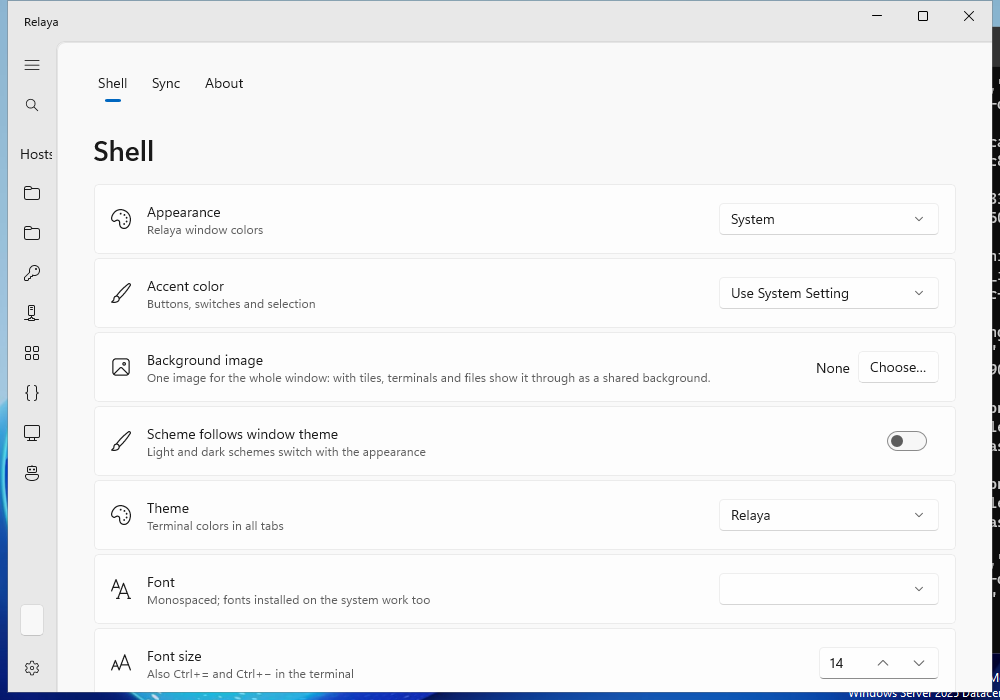 Relaya
Shell
Sync
About
Hosts
Shell
Appearance
Relaya window colors
System
Accent color
Buttons, switches and selection
Use System Setting
Background image
One image for the whole window: with tiles, terminals and files show it through as a shared background.
None
Choose...
Scheme follows window theme
Light and dark schemes switch with the appearance
Theme
Terminal colors in all tabs
Relaya
Font
Monospaced; fonts installed on the system work too
Font size
Also Ctrl+= and Ctrl+− in the terminal
14
Windows Server 2025 Datacen